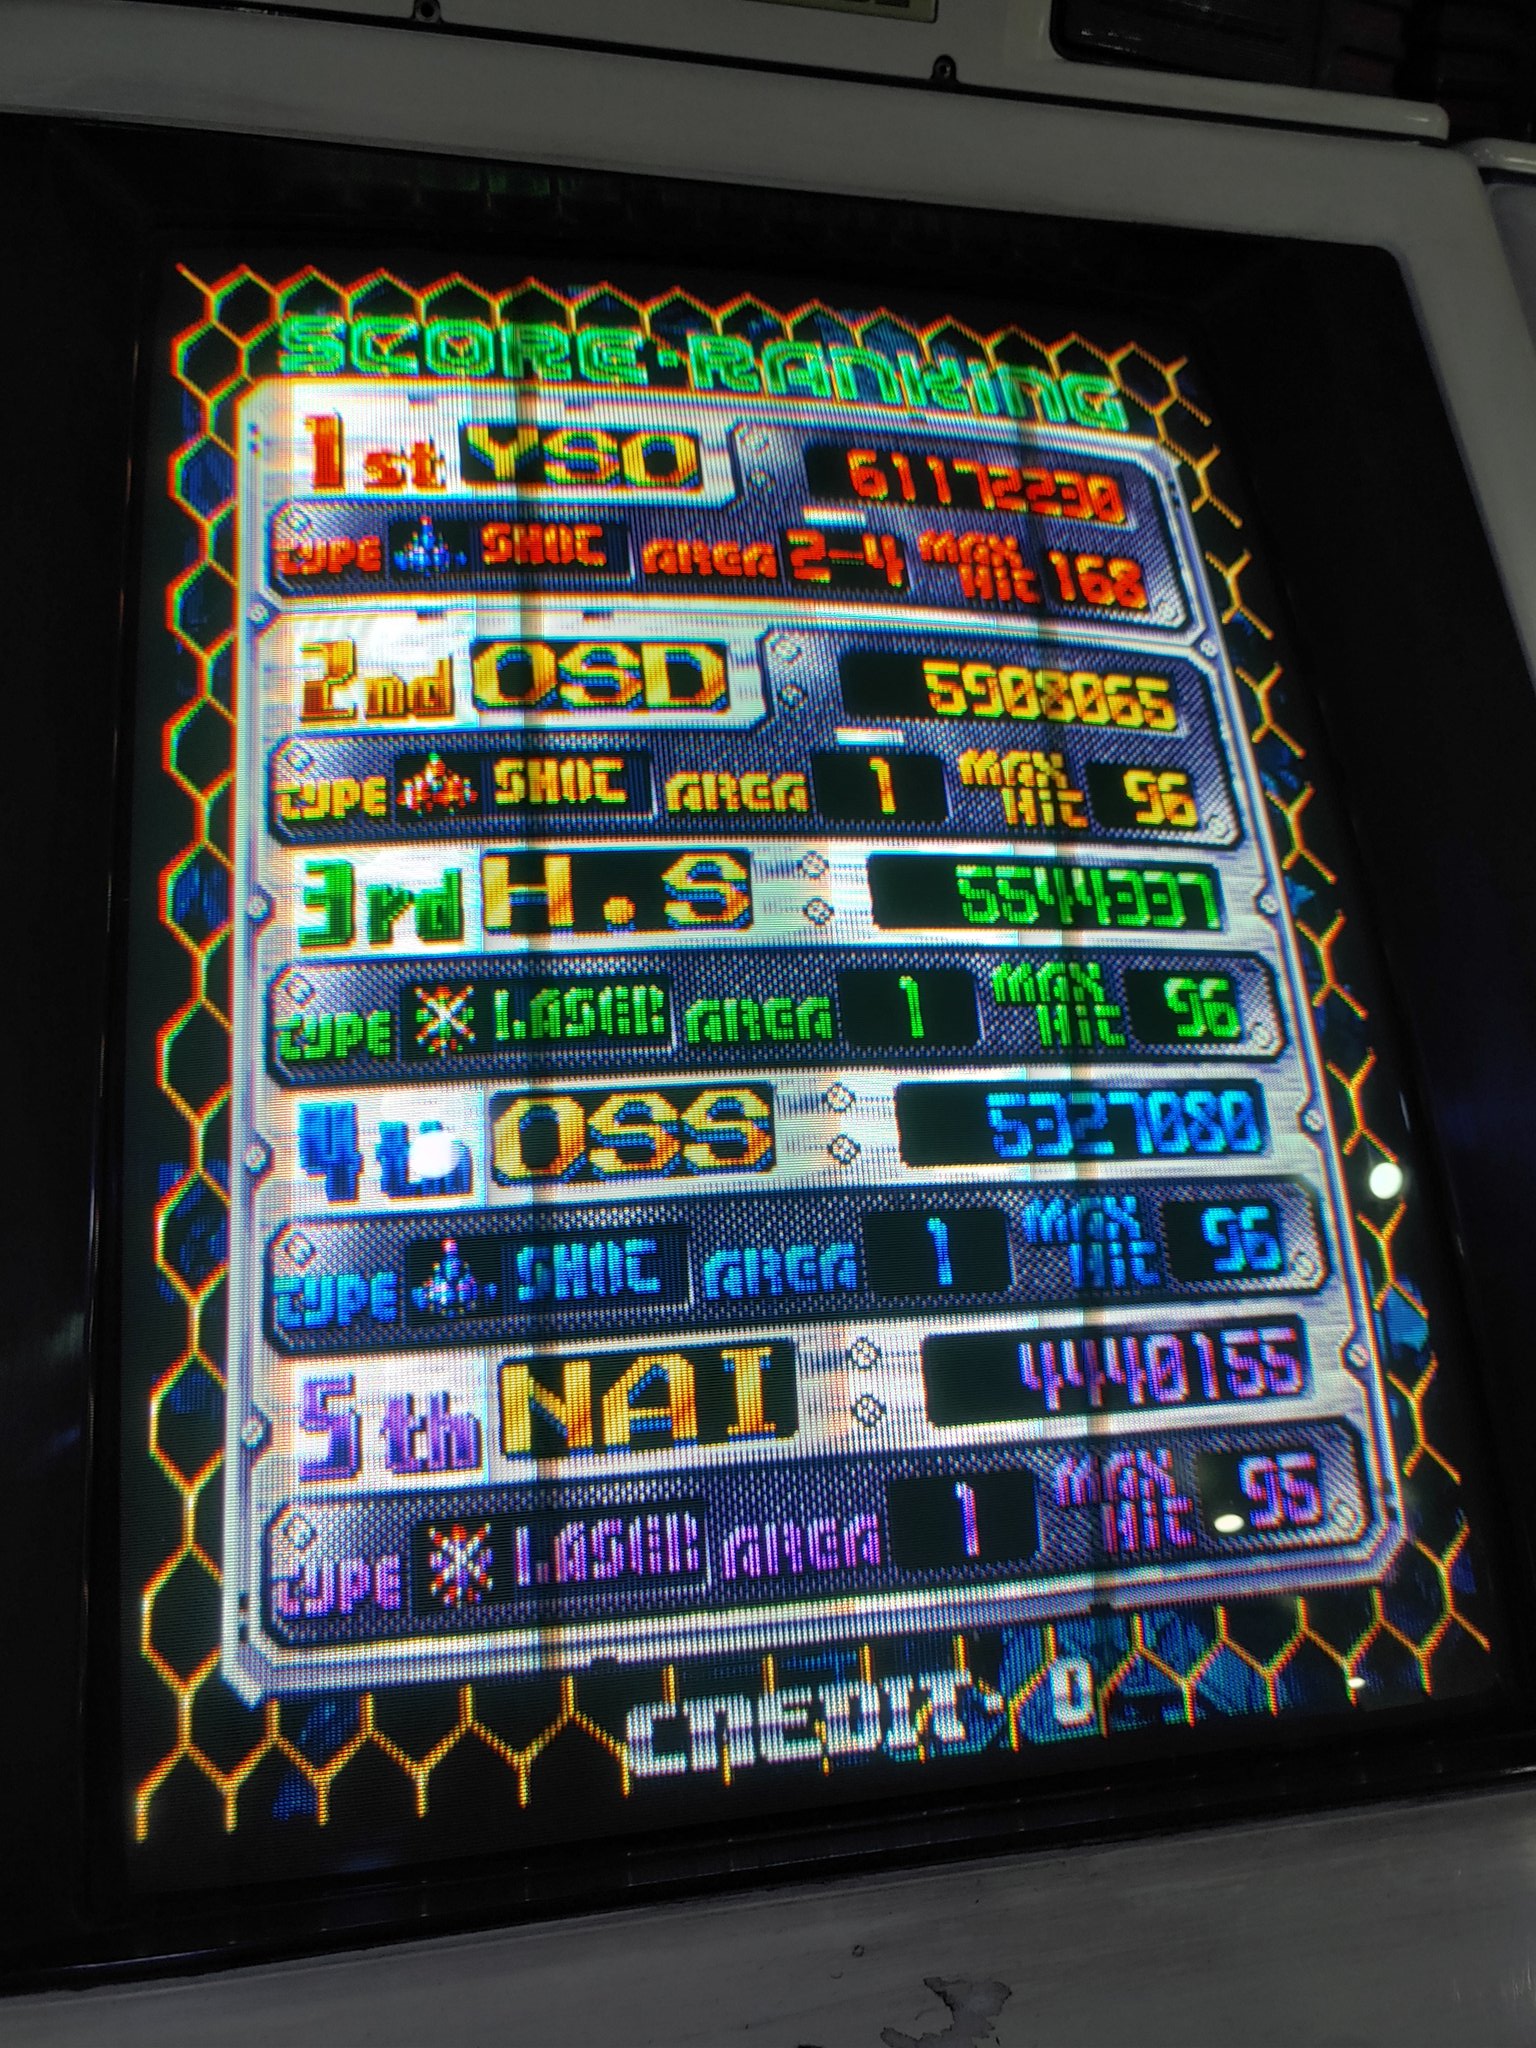 SCORE·RANKING
1st YSO 61172230
TYPE SHOT AREA 2-4 MAX Hit 168
2nd OSD 5908065
TYPE SHOT AREA 1 MAX Hit 96
3rd H.S 5544337
TYPE LASER AREA 1 MAX Hit 96
4th OSS 5327080
TYPE SHOT AREA 1 MAX Hit 96
5th NAI 4440155
TYPE LASER AREA 1 MAX Hit 95
CREDIT· 0